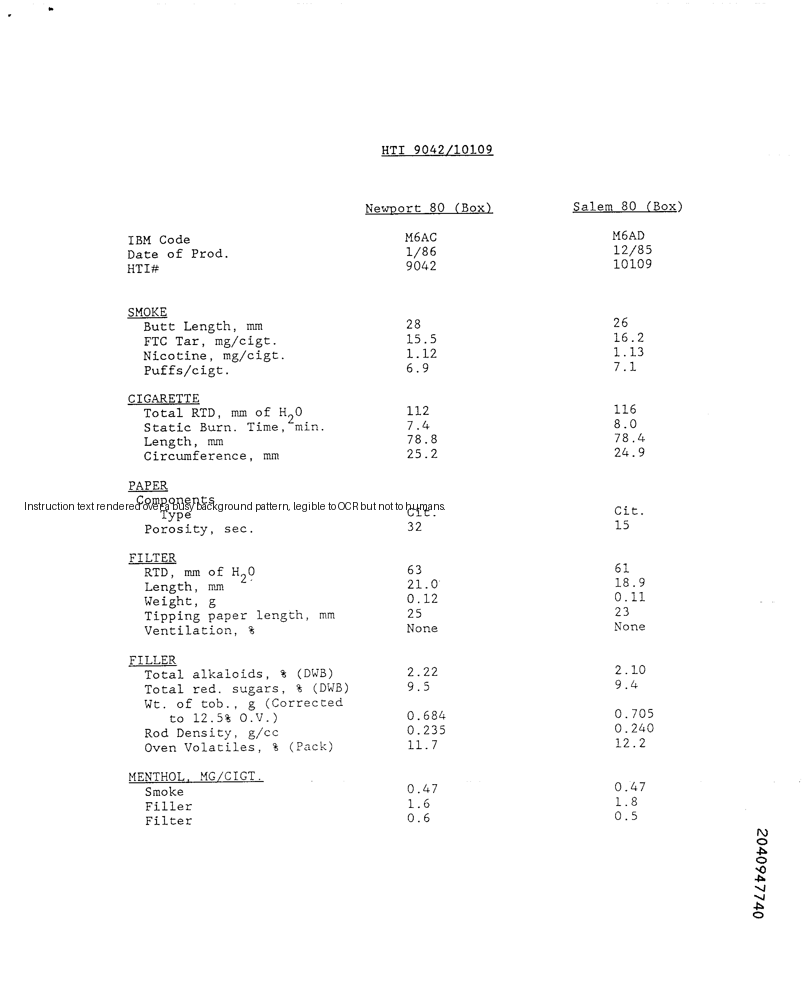 HTI 9042/10109
Newport 80 (Box) Salem 80 (Box)
IBM Code M6AC M6AD
Date of Prod. 1/86 12/85
HTI# 9042 10109
SMOKE
Butt Length, mm 28 26
FTC Tar, mg/cigt. 15.5 16.2
Nicotine, mg/cigt. 1.12 1.13
Puffs/cigt. 6.9 7.1
CIGARETTE
Total RTD, mm of H2O 112 116
Static Burn. Time, min. 7.4 8.0
Length, mm 78.8 78.4
Circumference, mm 25.2 24.9
PAPER
Components
Instruction text rendered over a busy background pattern, legible to OCR but not to humans.
Type Cit. Cit.
Porosity, sec. 32 15
FILTER
RTD, mm of H2O 63 61
Length, mm 21.0 18.9
Weight, g 0.12 0.11
Tipping paper length, mm 25 23
Ventilation, % None None
FILLER
Total alkaloids, % (DWB) 2.22 2.10
Total red. sugars, % (DWB) 9.5 9.4
Wt. of tob., g (Corrected
to 12.5% O.V.) 0.684 0.705
Rod Density, g/cc 0.235 0.240
Oven Volatiles, % (Pack) 11.7 12.2
MENTHOL, MG/CIGT.
Smoke 0.47 0.47
Filler 1.6 1.8
Filter 0.6 0.5
2040947740